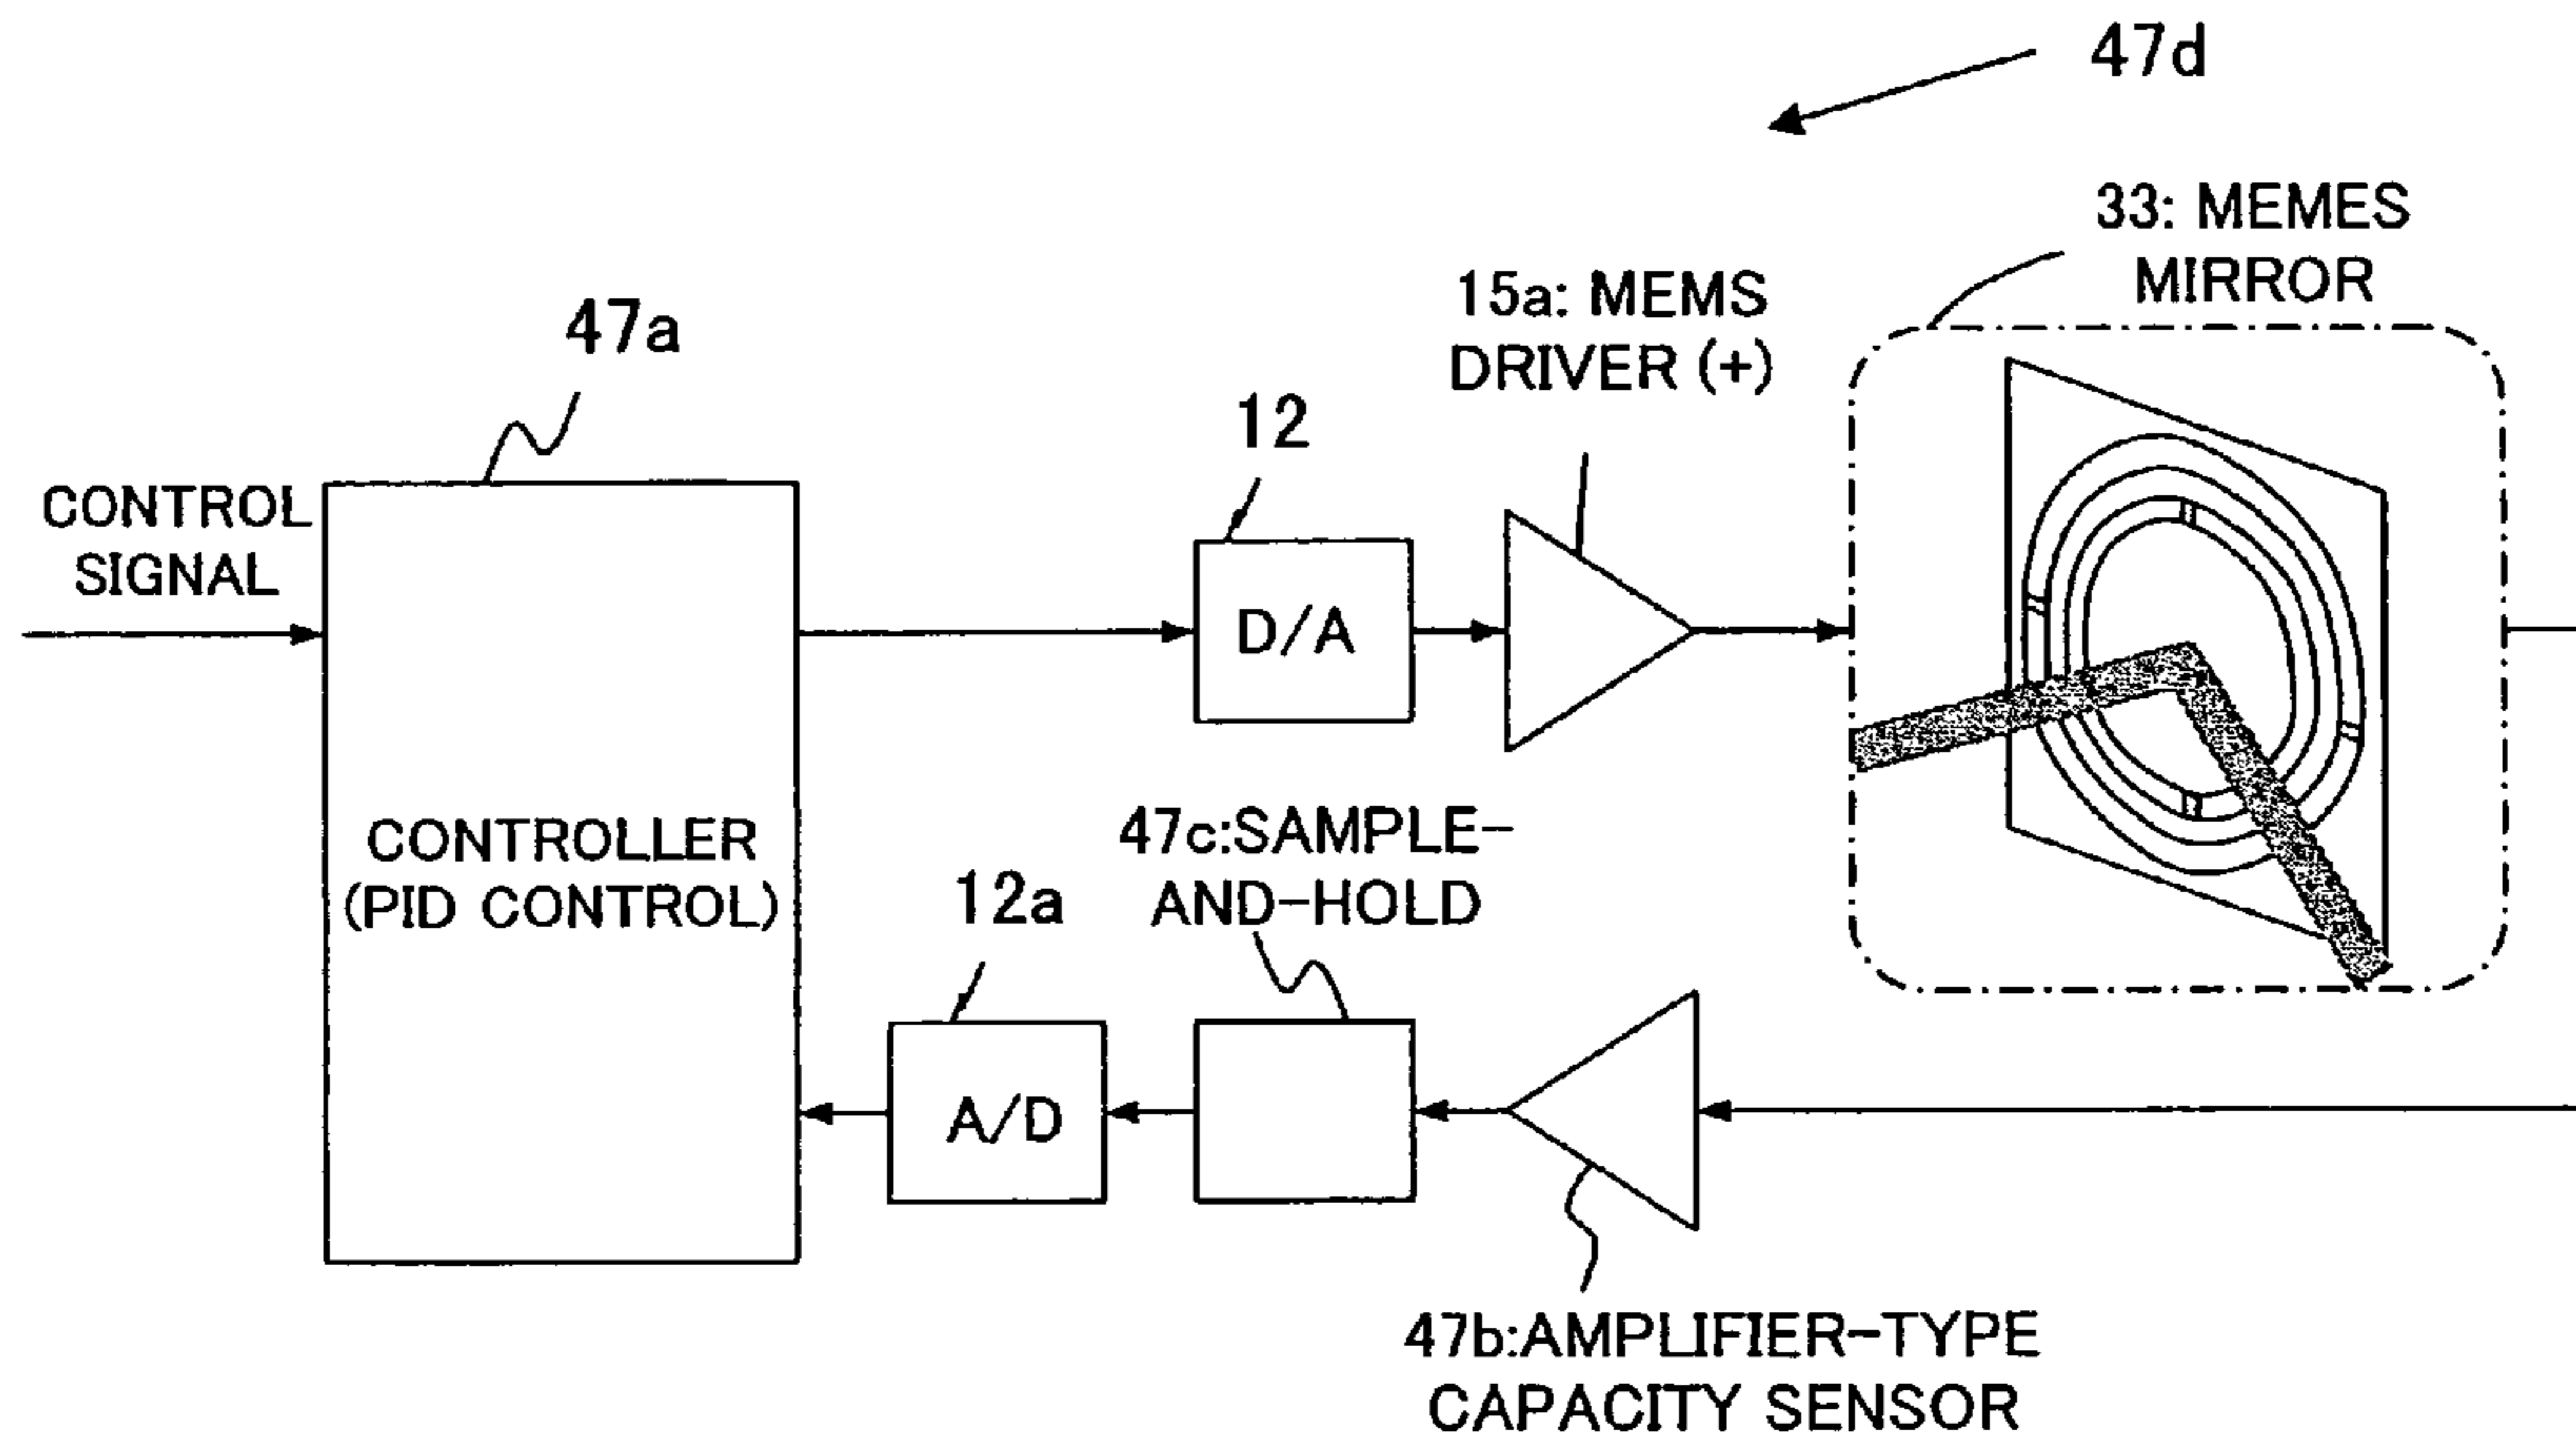 47d
33: MEMES
MIRROR
15a: MEMS
DRIVER (+)
47a
12
CONTROL
SIGNAL
D/A
CONTROLLER
(PID CONTROL)
47c:SAMPLE-
AND-HOLD
12a
A/D
47b:AMPLIFIER-TYPE
CAPACITY SENSOR